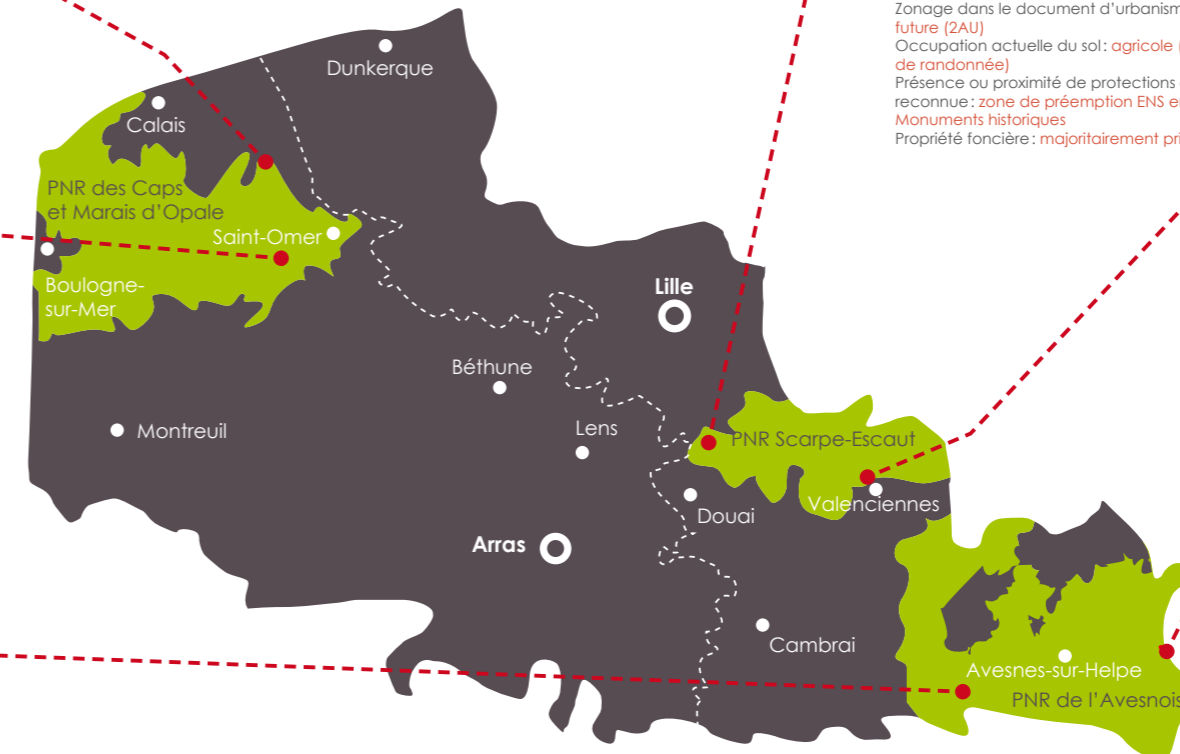 Zonage dans le document d’urbanism
future (2AU)
Occupation actuelle du sol : agricole (
de randonnée)
Présence ou proximité de protections
reconnue : zone de préemption ENS e
Monuments historiques
Propriété foncière : majoritairement pri
Dunkerque
Calais
PNR des Caps
et Marais d’Opale
Saint-Omer
Boulogne-
sur-Mer
Lille
Béthune
Montreuil
Lens
PNR Scarpe-Escaut
Valenciennes
Douai
Arras
Cambrai
Avesnes-sur-Helpe
PNR de l’Avesnois